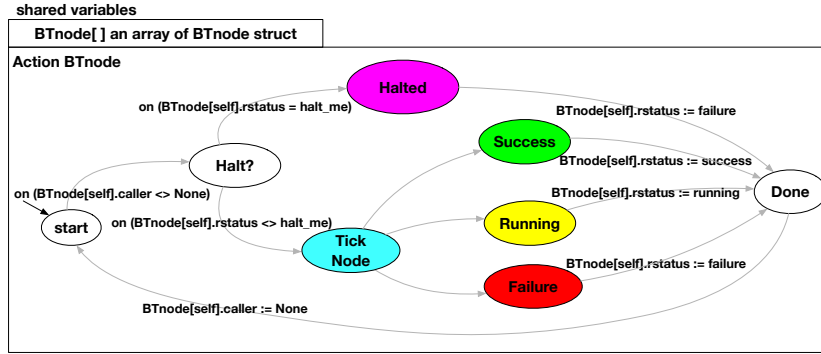 shared variables
BTnode[ ] an array of BTnode struct
Action BTnode
Halted
on (BTnode[self].rstatus = halt_me)
BTnode[self].rstatus := failure
Success
Halt?
BTnode[self].rstatus := success
on (BTnode[self].caller <> None)
BTnode[self].rstatus := running
Done
start
on (BTnode[self].rstatus <> halt_me)
Running
Tick
Node
BTnode[self].rstatus := failure
Failure
BTnode[self].caller := None